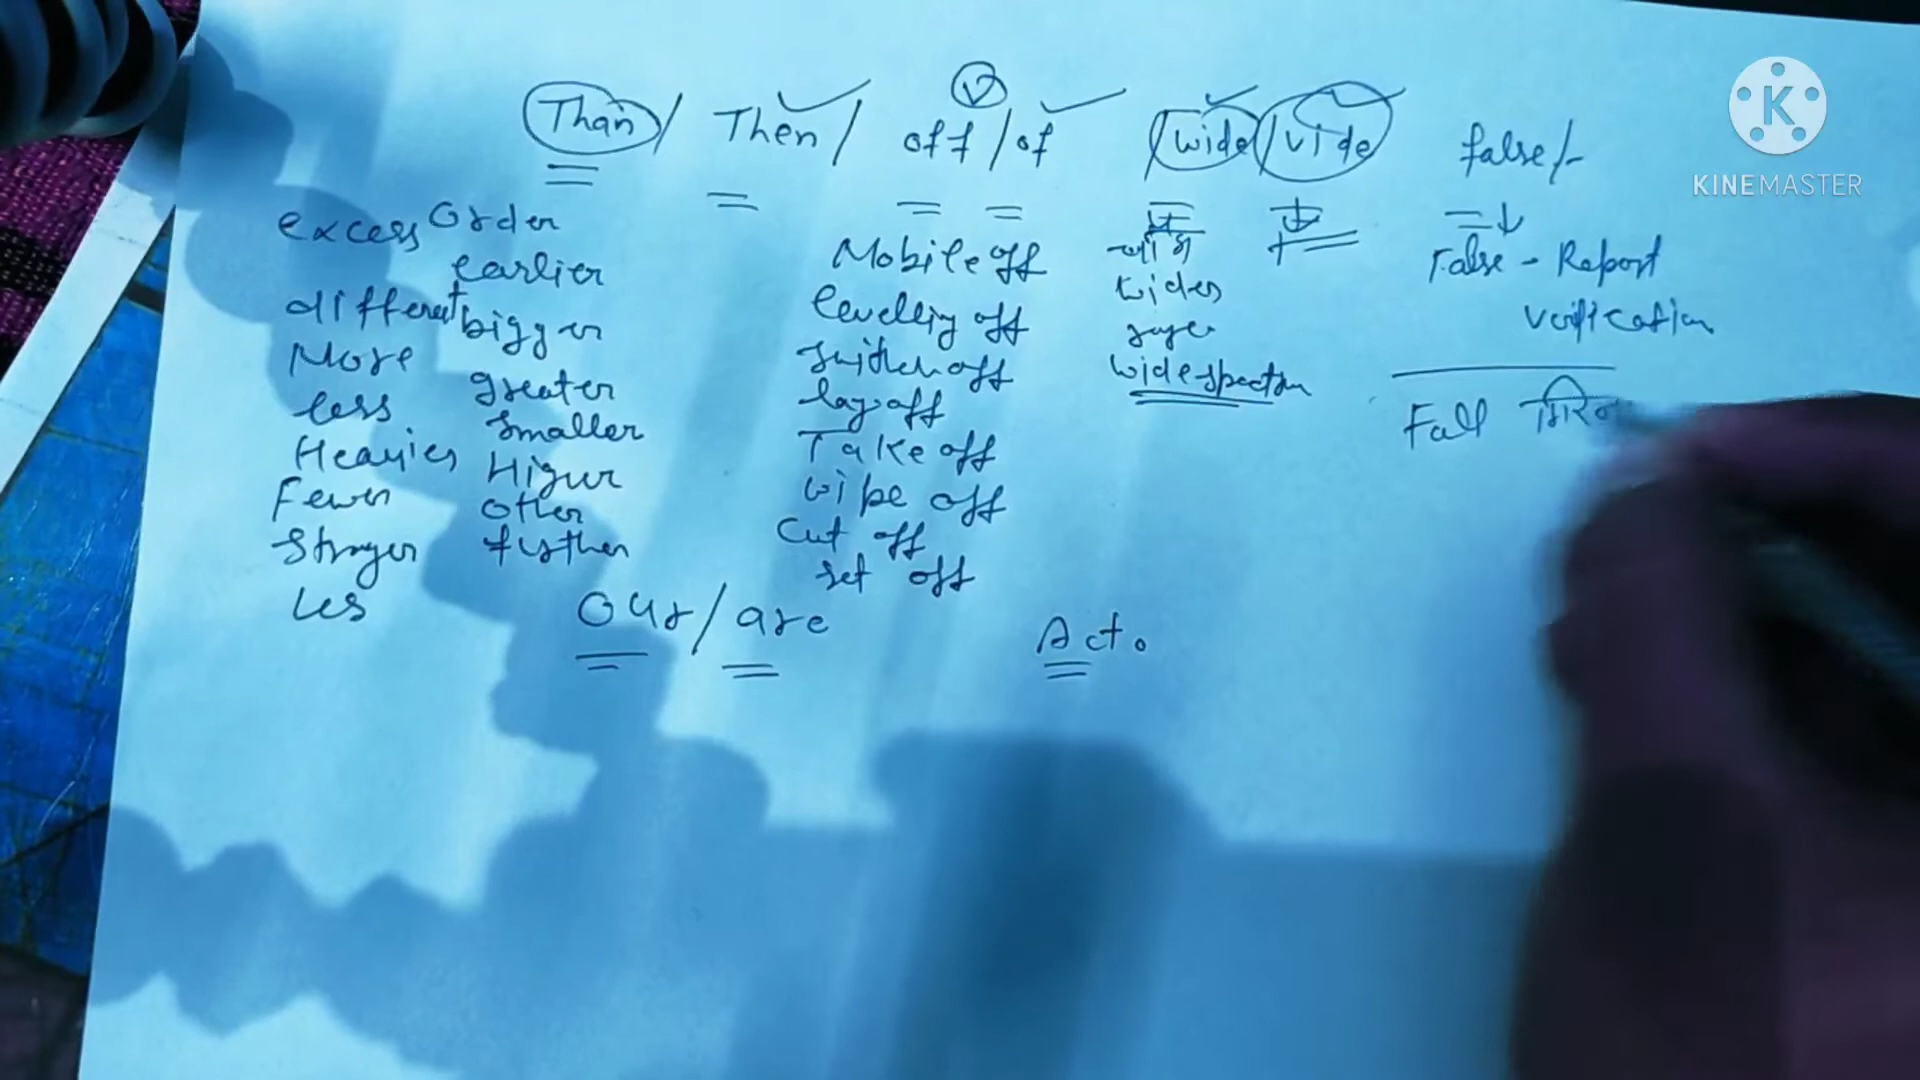 Than / Then / off / of / wide / vide false /-
excess order
earlier
different bigger
More greater
less smaller
Heavier Higher
Fewer other
Stronger further
Les
Mobile off
levelling off
switch off
lay off
Take off
wipe off
Cut off
set off
wider
widespectrum
False - Report
verification
Fall
our / are Act.
KINEMASTER